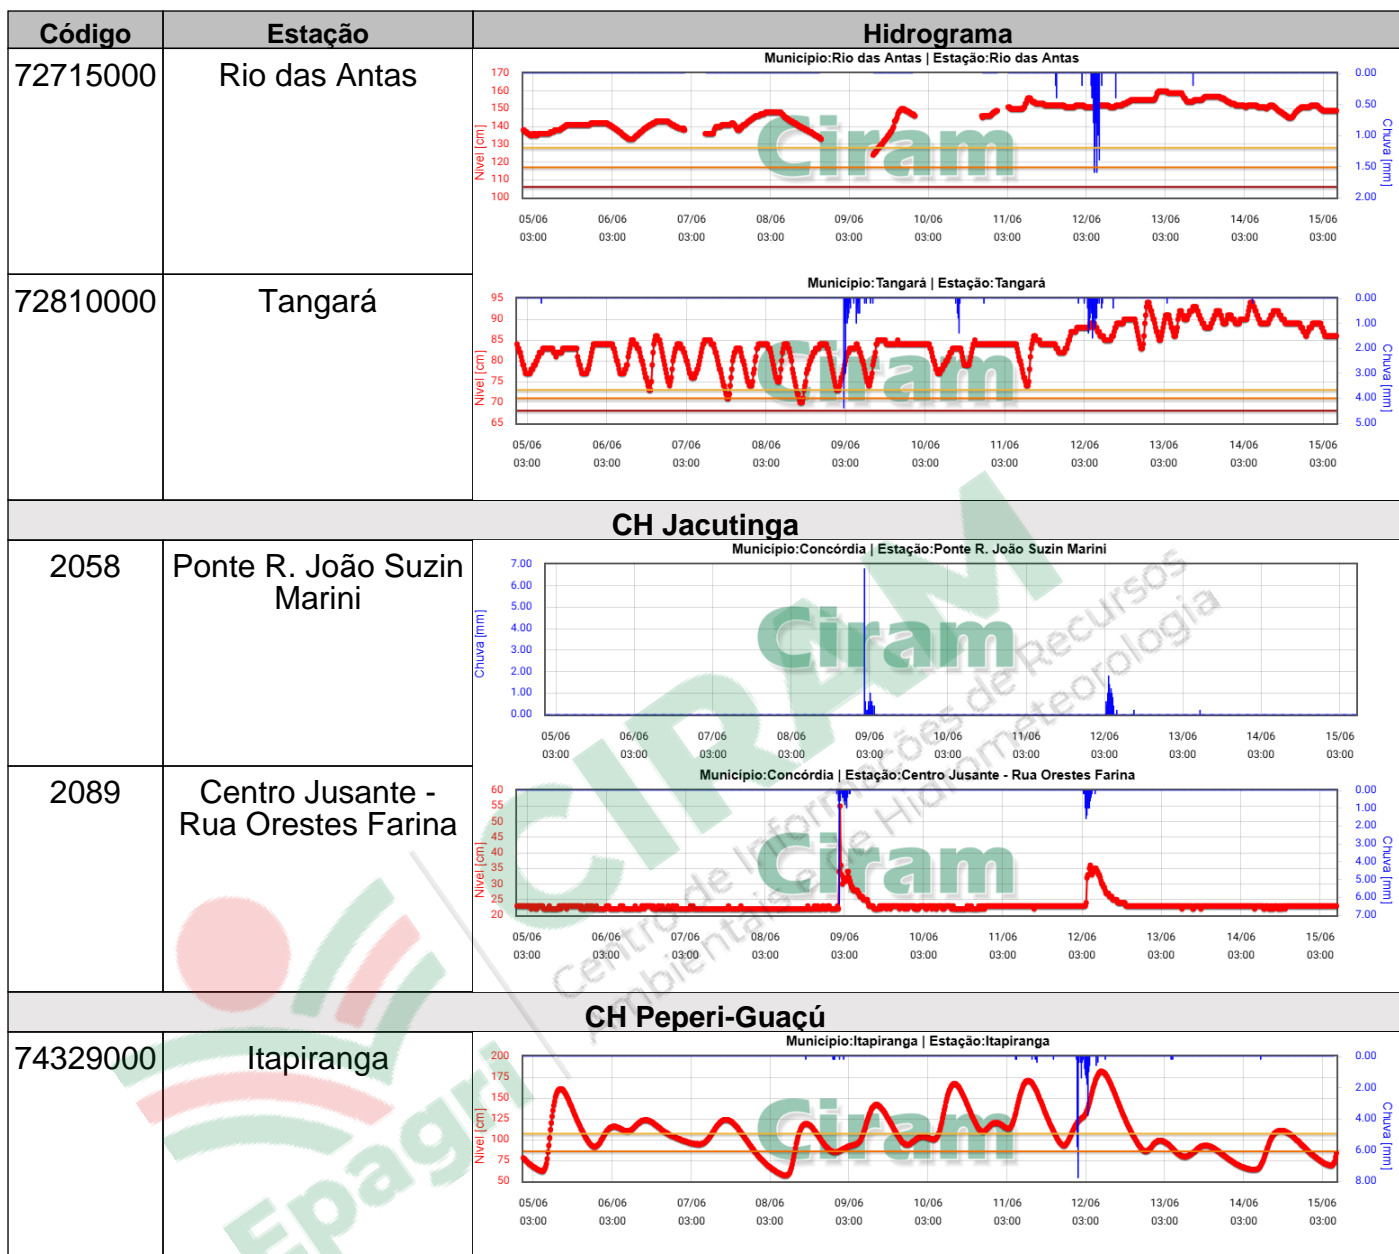 Código Estação Hidrograma
72715000 Rio das Antas
Município:Rio das Antas | Estação:Rio das Antas
Nível [cm]
170
160
150
140
130
120
110
100
Ciram
0.00
0.50
1.00
1.50
2.00
Chuva [mm]
05/06 06/06 07/06 08/06 09/06 10/06 11/06 12/06 13/06 14/06 15/06
03:00 03:00 03:00 03:00 03:00 03:00 03:00 03:00 03:00 03:00 03:00
72810000 Tangará
Município:Tangará | Estação:Tangará
Nível [cm]
95
90
85
80
75
70
65
Ciram
0.00
1.00
2.00
3.00
4.00
5.00
Chuva [mm]
05/06 06/06 07/06 08/06 09/06 10/06 11/06 12/06 13/06 14/06 15/06
03:00 03:00 03:00 03:00 03:00 03:00 03:00 03:00 03:00 03:00 03:00
CH Jacutinga
2058 Ponte R. João Suzin
Marini
Município:Concórdia | Estação:Ponte R. João Suzin Marini
Chuva [mm]
7.00
6.00
5.00
4.00
3.00
2.00
1.00
0.00
Ciram
05/06 06/06 07/06 08/06 09/06 10/06 11/06 12/06 13/06 14/06 15/06
03:00 03:00 03:00 03:00 03:00 03:00 03:00 03:00 03:00 03:00 03:00
2089 Centro Jusante -
Rua Orestes Farina
Município:Concórdia | Estação:Centro Jusante - Rua Orestes Farina
Nível [cm]
60
55
50
45
40
35
30
25
20
Ciram
0.00
1.00
2.00
3.00
4.00
5.00
6.00
7.00
Chuva [mm]
05/06 06/06 07/06 08/06 09/06 10/06 11/06 12/06 13/06 14/06 15/06
03:00 03:00 03:00 03:00 03:00 03:00 03:00 03:00 03:00 03:00 03:00
CH Peperi-Guaçú
74329000 Itapiranga
Município:Itapiranga | Estação:Itapiranga
Nível [cm]
200
175
150
125
100
75
50
Ciram
0.00
2.00
4.00
6.00
8.00
Chuva [mm]
05/06 06/06 07/06 08/06 09/06 10/06 11/06 12/06 13/06 14/06 15/06
03:00 03:00 03:00 03:00 03:00 03:00 03:00 03:00 03:00 03:00 03:00
Epagri
CIRAM
Centro de Informações de Recursos
Ambientais e de Hidrometeorologia